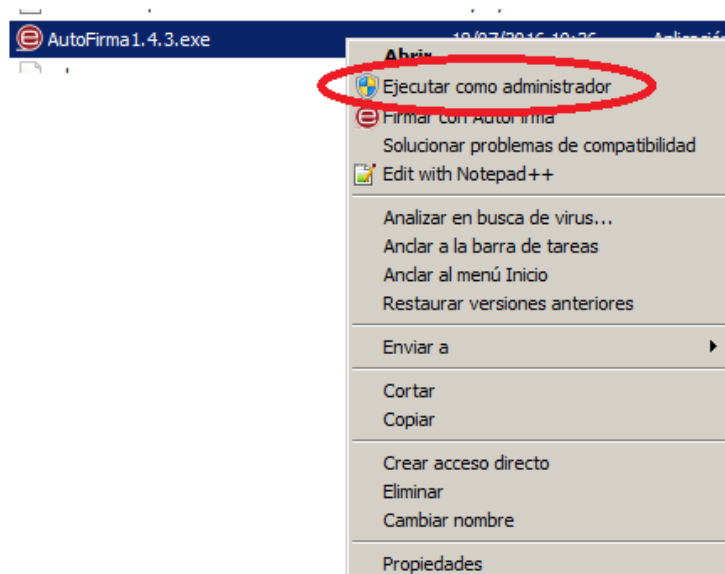 AutoFirma1.4.3.exe
Abrir
Ejecutar como administrador
Firmar con AutoFirma
Solucionar problemas de compatibilidad
Edit with Notepad++
Analizar en busca de virus...
Anclar a la barra de tareas
Anclar al menú Inicio
Restaurar versiones anteriores
Enviar a
Cortar
Copiar
Crear acceso directo
Eliminar
Cambiar nombre
Propiedades